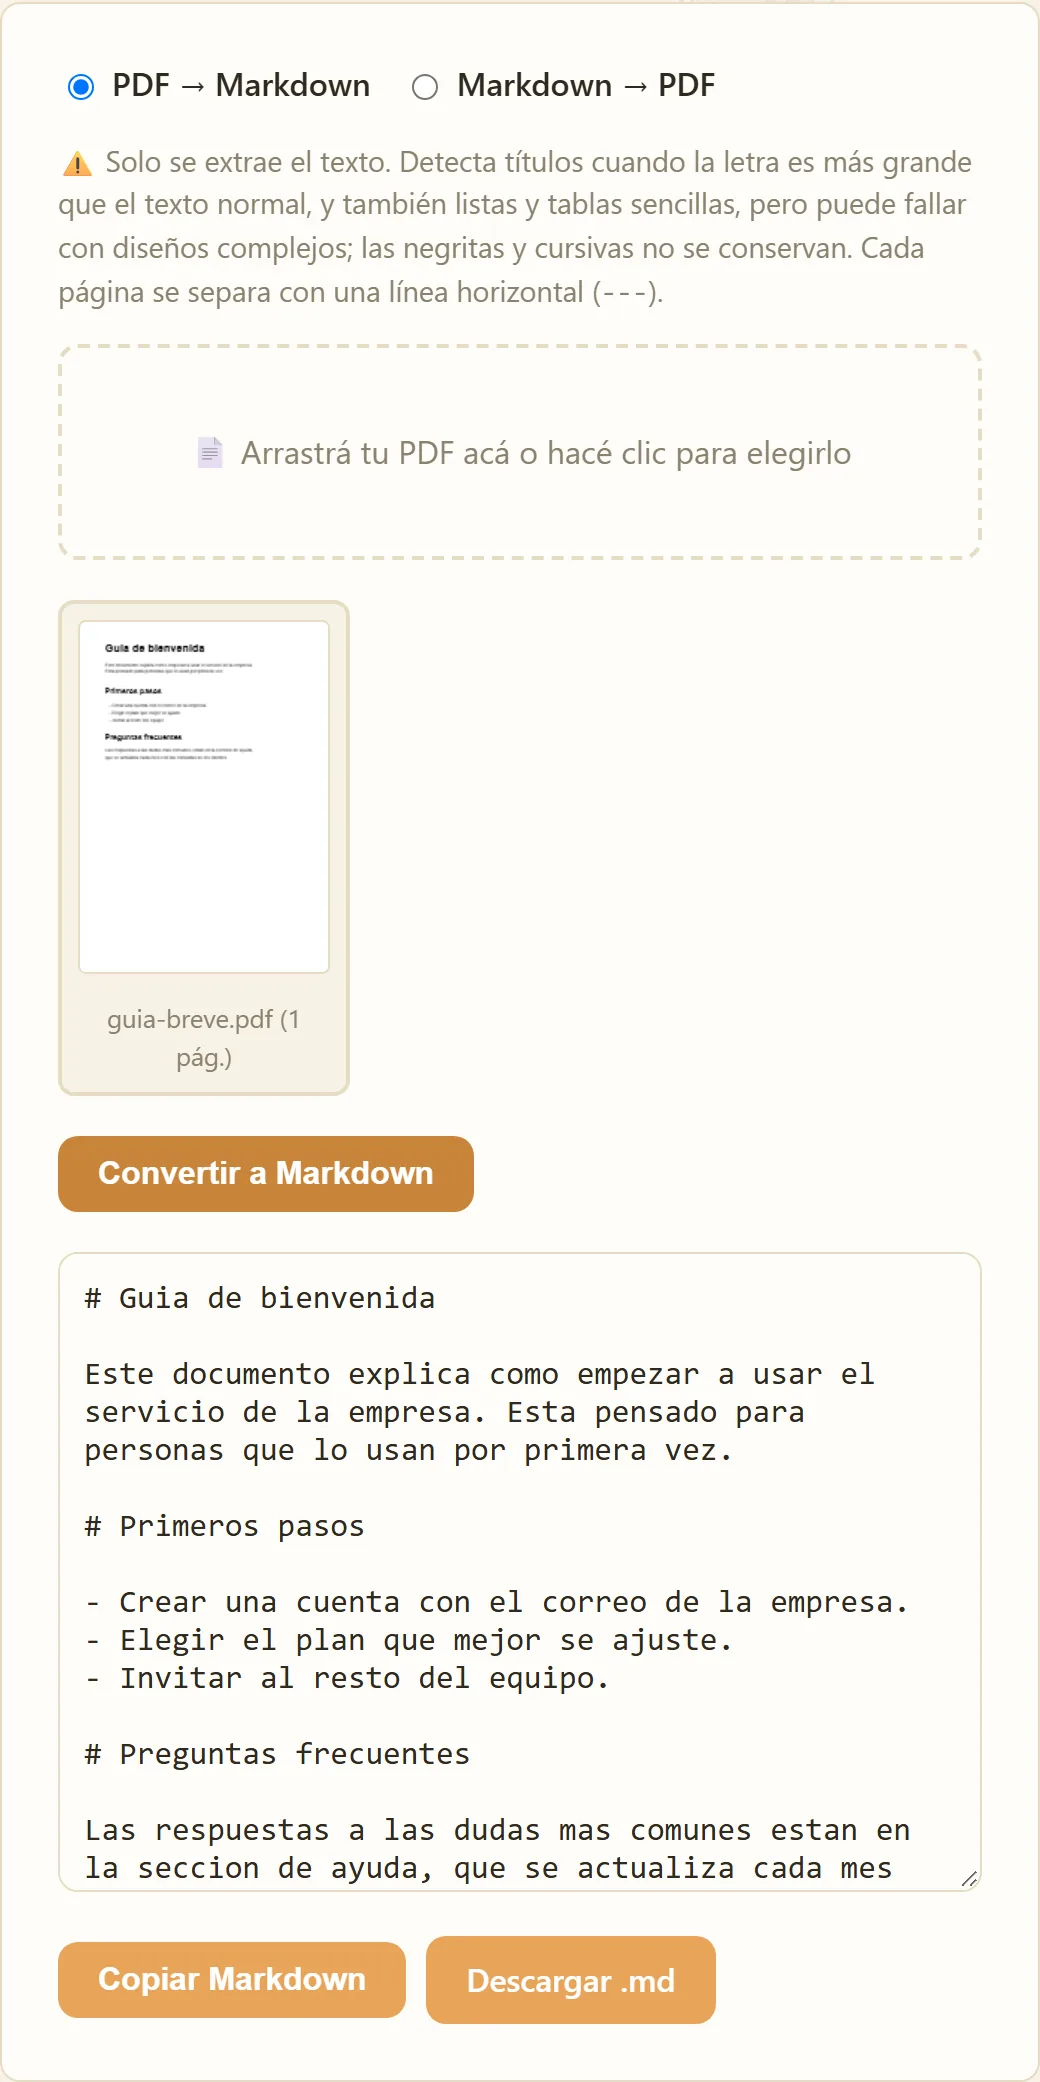 PDF → Markdown
Markdown → PDF
⚠️ Solo se extrae el texto. Detecta títulos cuando la letra es más grande
que el texto normal, y también listas y tablas sencillas, pero puede fallar
con diseños complejos; las negritas y cursivas no se conservan. Cada
página se separa con una línea horizontal (---).
Arrastrá tu PDF acá o hacé clic para elegirlo
Guia de bienvenida
Primeros pasos
Preguntas frecuentes
guia-breve.pdf (1
pág.)
Convertir a Markdown
# Guia de bienvenida
Este documento explica como empezar a usar el
servicio de la empresa. Esta pensado para
personas que lo usan por primera vez.
# Primeros pasos
- Crear una cuenta con el correo de la empresa.
- Elegir el plan que mejor se ajuste.
- Invitar al resto del equipo.
# Preguntas frecuentes
Las respuestas a las dudas mas comunes estan en
la seccion de ayuda, que se actualiza cada mes
Copiar Markdown
Descargar .md